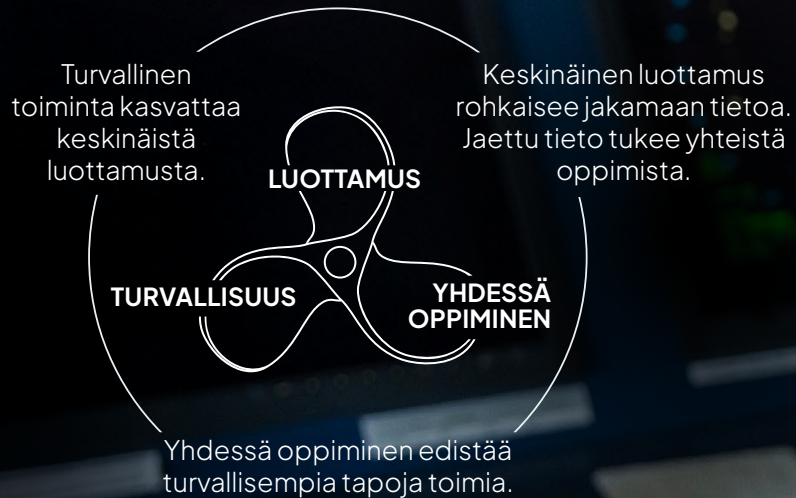 Turvallinen
toiminta kasvattaa
keskinäistä
luottamusta.
Keskinäinen luottamus
rohkaisee jakamaan tietoa.
Jaettu tieto tukee yhteistä
oppimista.
LUOTTAMUS
TURVALLISUUS
YHDESSÄ
OPPIMINEN
Yhdessä oppiminen edistää
turvallisempia tapoja toimia.